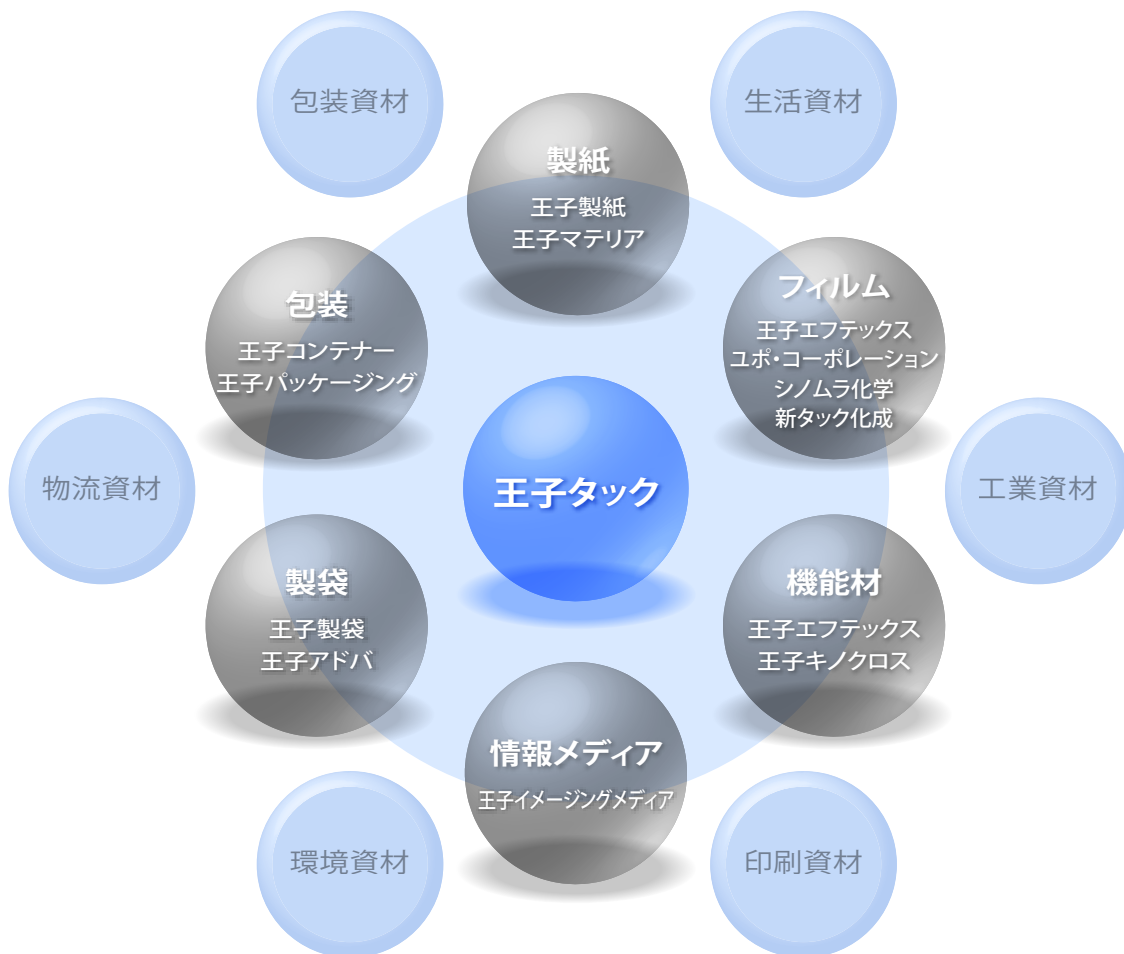 包装資材
生活資材
製紙
王子製紙
王子マテリア
包装
王子コンテナー
王子パッケージング
フィルム
王子エフテックス
ユポ・コーポレーション
シノムラ化学
新タック化成
物流資材
王子タック
工業資材
製袋
王子製袋
王子アドバ
機能材
王子エフテックス
王子キノクロス
情報メディア
王子イメージングメディア
環境資材
印刷資材